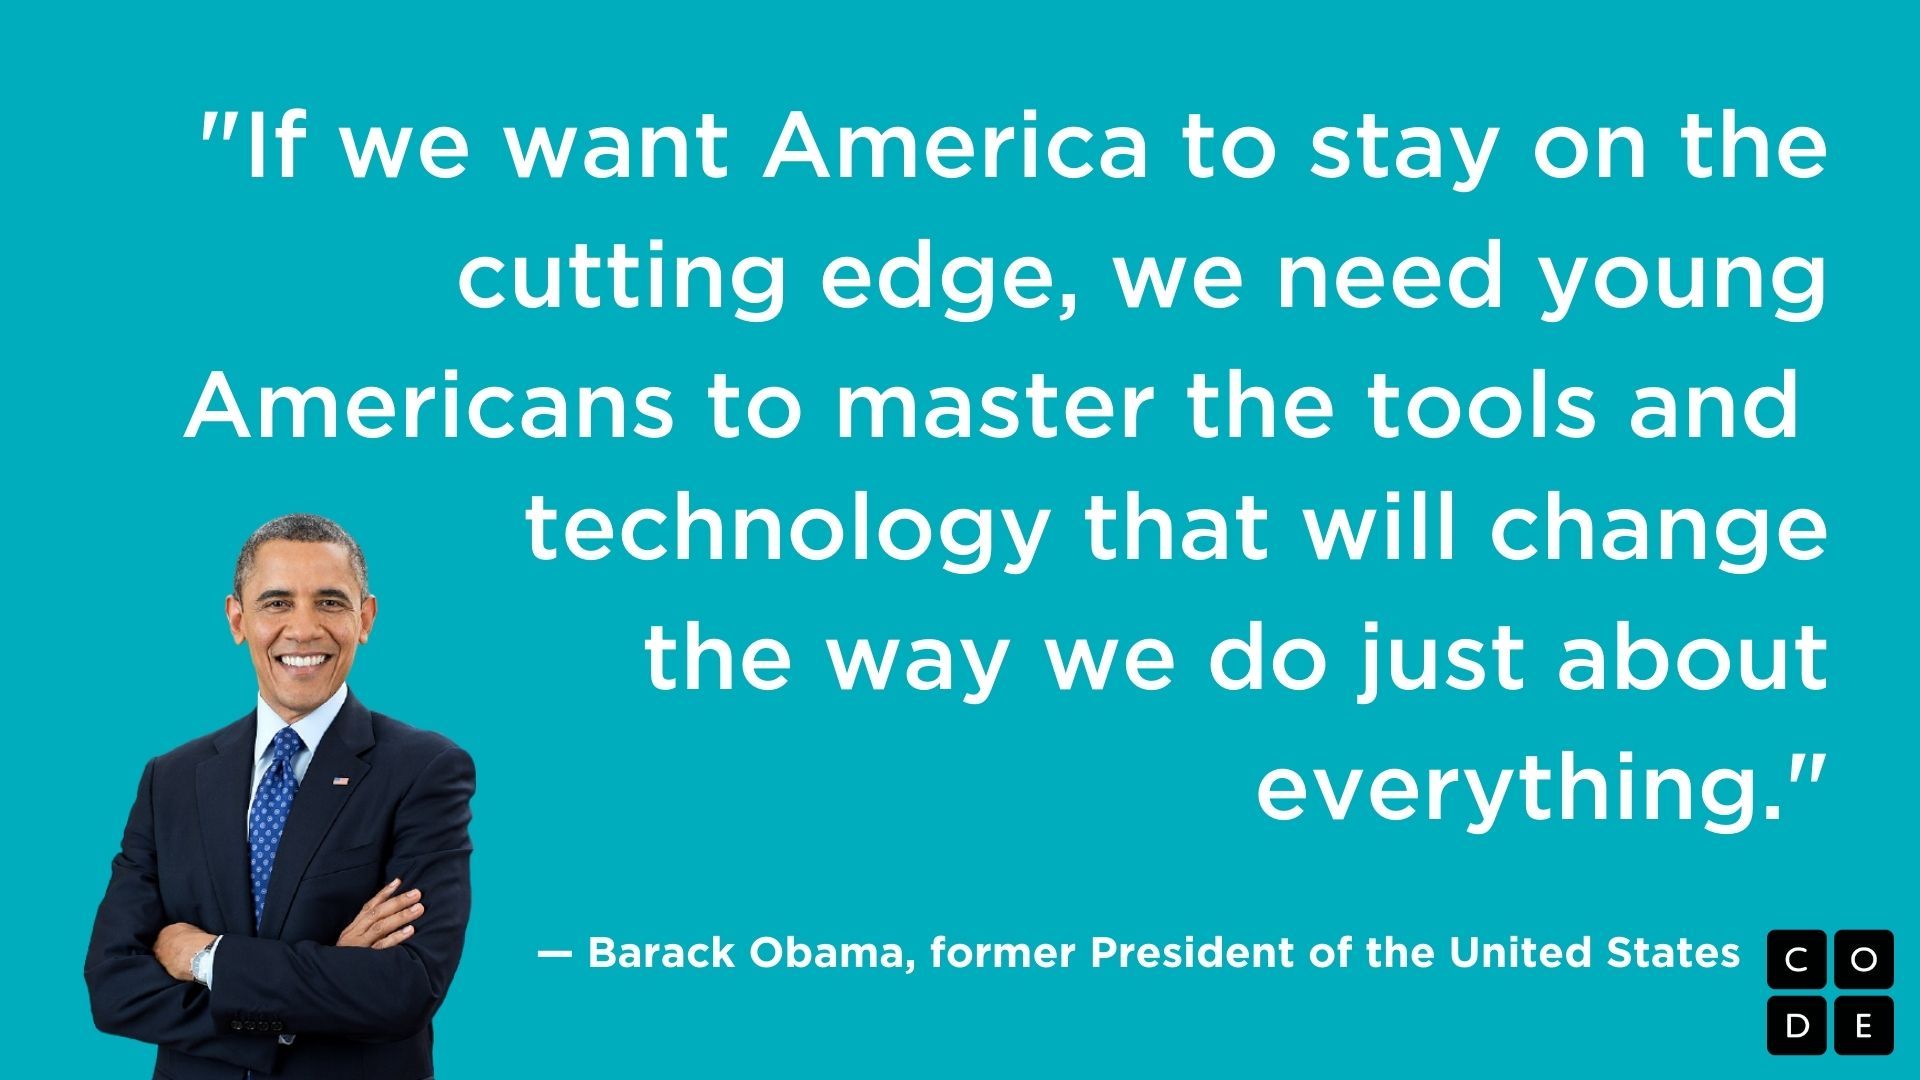 "If we want America to stay on the
cutting edge, we need young
Americans to master the tools and
technology that will change
the way we do just about
everything."
— Barack Obama, former President of the United States
C O
D E